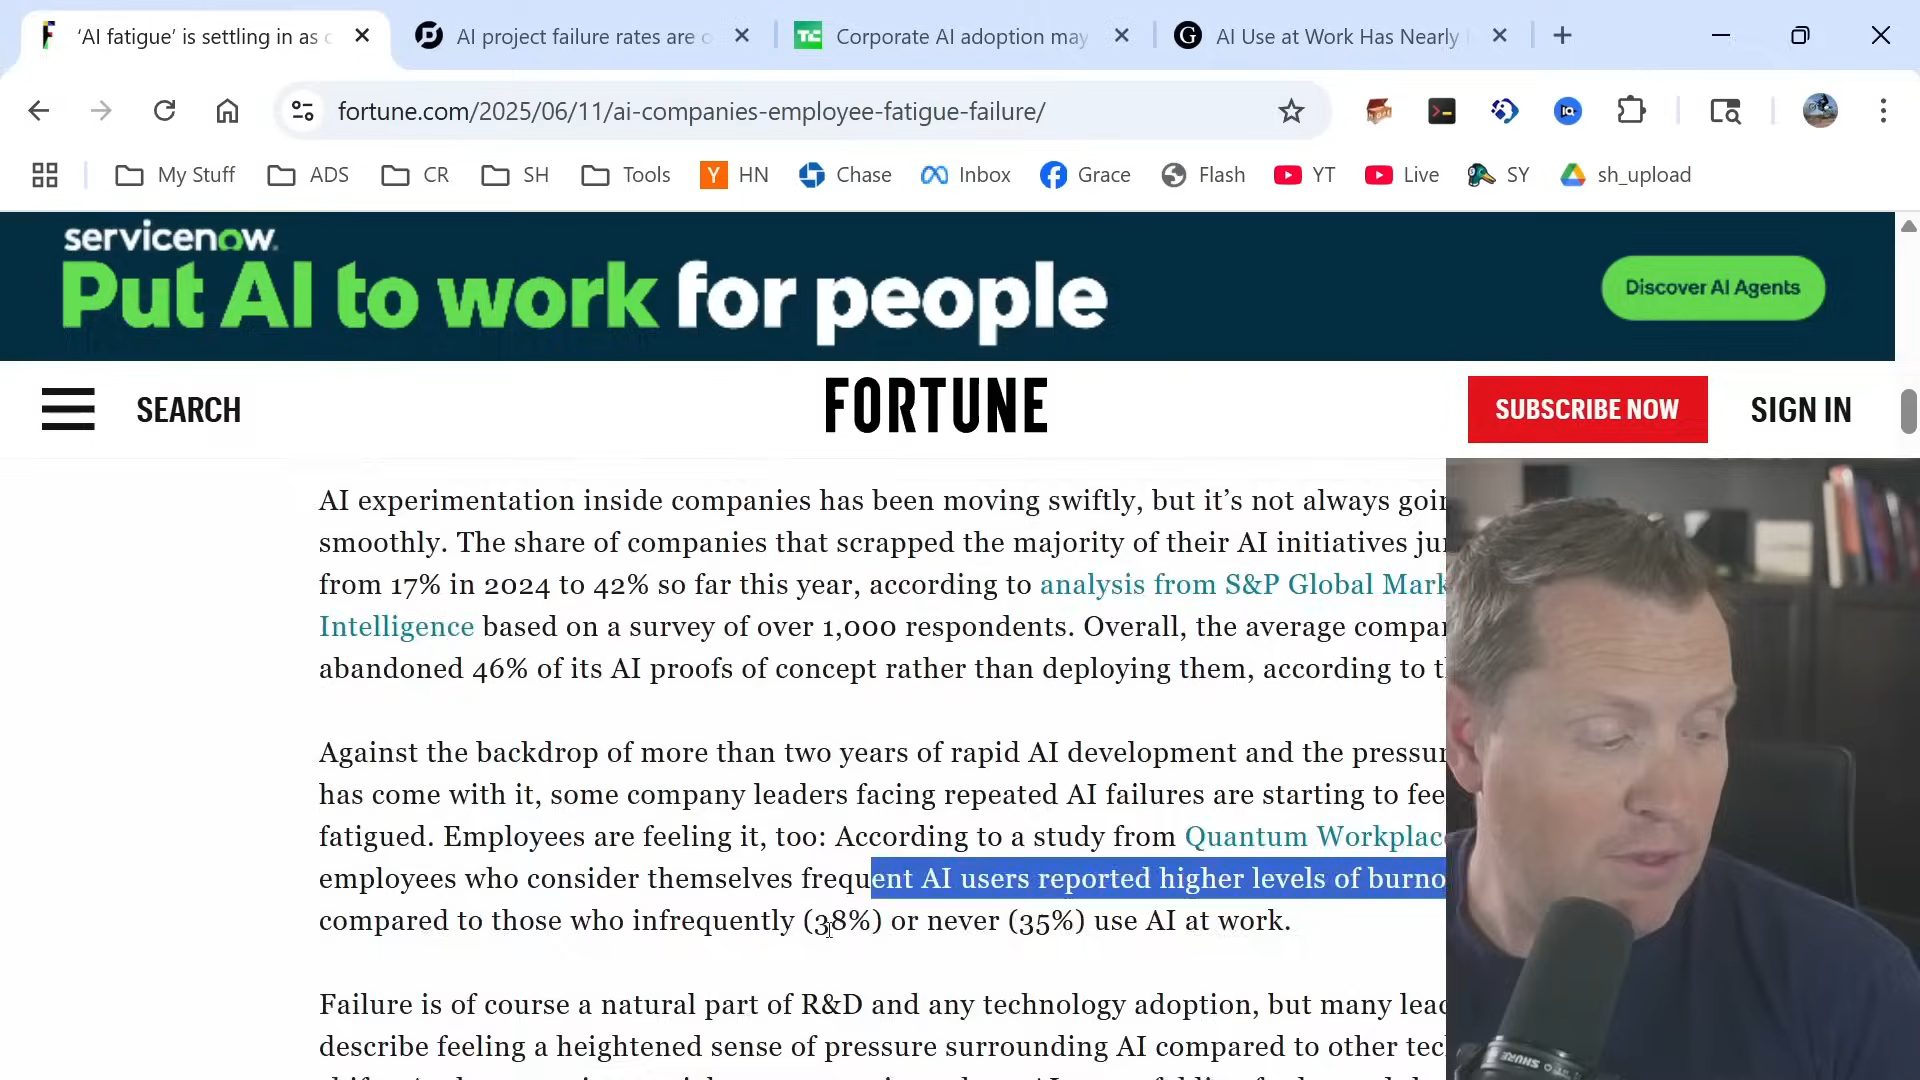 'AI fatigue' is settling in as
AI project failure rates are
Corporate AI adoption may
AI Use at Work Has Nearly
fortune.com/2025/06/11/ai-companies-employee-fatigue-failure/
My Stuff
ADS
CR
SH
Tools
HN
Chase
Inbox
Grace
Flash
YT
Live
SY
sh_upload
servicenow.
Put AI to work for people
Discover AI Agents
SEARCH
FORTUNE
SUBSCRIBE NOW
SIGN IN
AI experimentation inside companies has been moving swiftly, but it’s not always goin
smoothly. The share of companies that scrapped the majority of their AI initiatives ju
from 17% in 2024 to 42% so far this year, according to analysis from S&P Global Mark
Intelligence based on a survey of over 1,000 respondents. Overall, the average compa
abandoned 46% of its AI proofs of concept rather than deploying them, according to t
Against the backdrop of more than two years of rapid AI development and the pressur
has come with it, some company leaders facing repeated AI failures are starting to fee
fatigued. Employees are feeling it, too: According to a study from Quantum Workplac
employees who consider themselves frequent AI users reported higher levels of burno
compared to those who infrequently (38%) or never (35%) use AI at work.
Failure is of course a natural part of R&D and any technology adoption, but many lea
describe feeling a heightened sense of pressure surrounding AI compared to other tec
SHURE